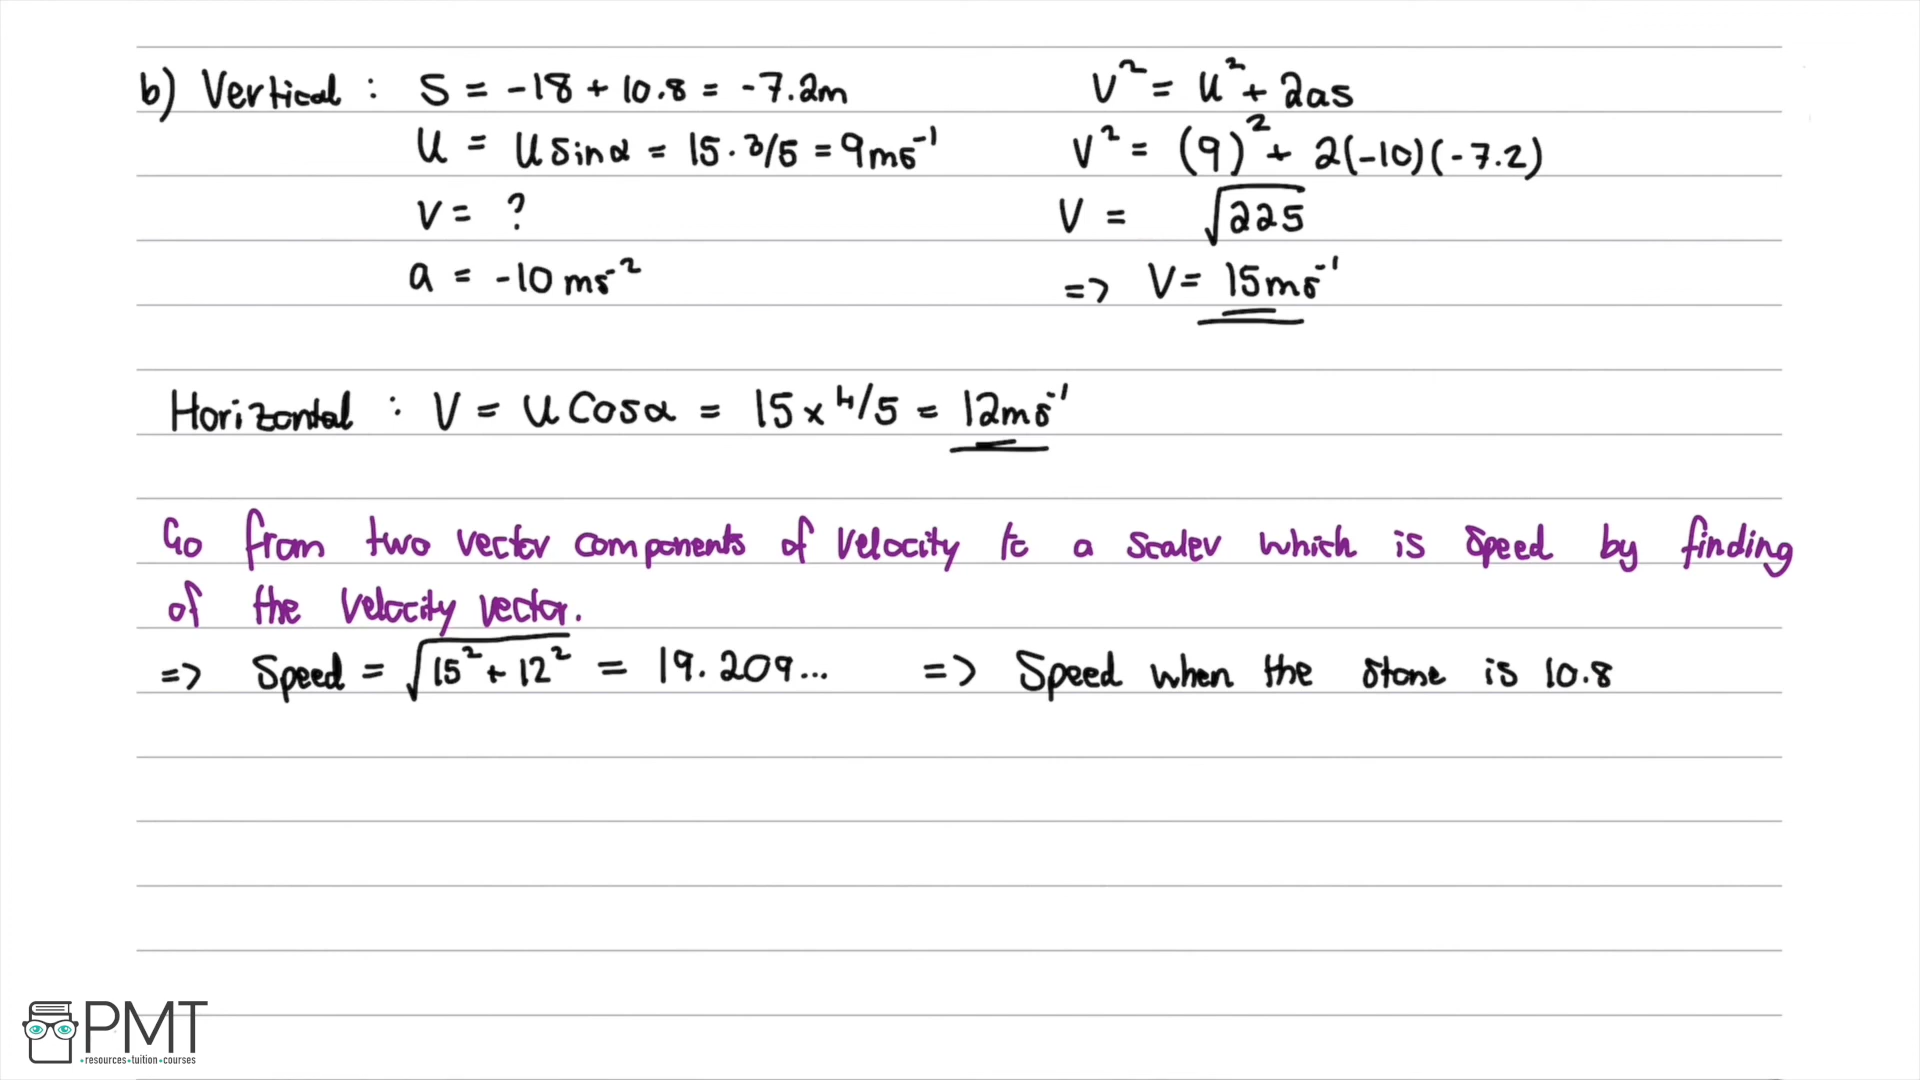 b) Vertical : S = -18 + 10.8 = -7.2m
u = u sinα = 15 · 3/5 = 9ms⁻¹
v = ?
a = -10 ms⁻²
v² = u² + 2as
v² = (9)² + 2(-10)(-7.2)
v = √225
=> v = 15ms⁻¹
Horizontal : v = u cosα = 15 x 4/5 = 12ms⁻¹
Go from two vector components of velocity to a scaler which is speed by finding
of the velocity vector.
=> Speed = √15² + 12² = 19.209... => Speed when the stone is 10.8
PMT
•resources•tuition•courses